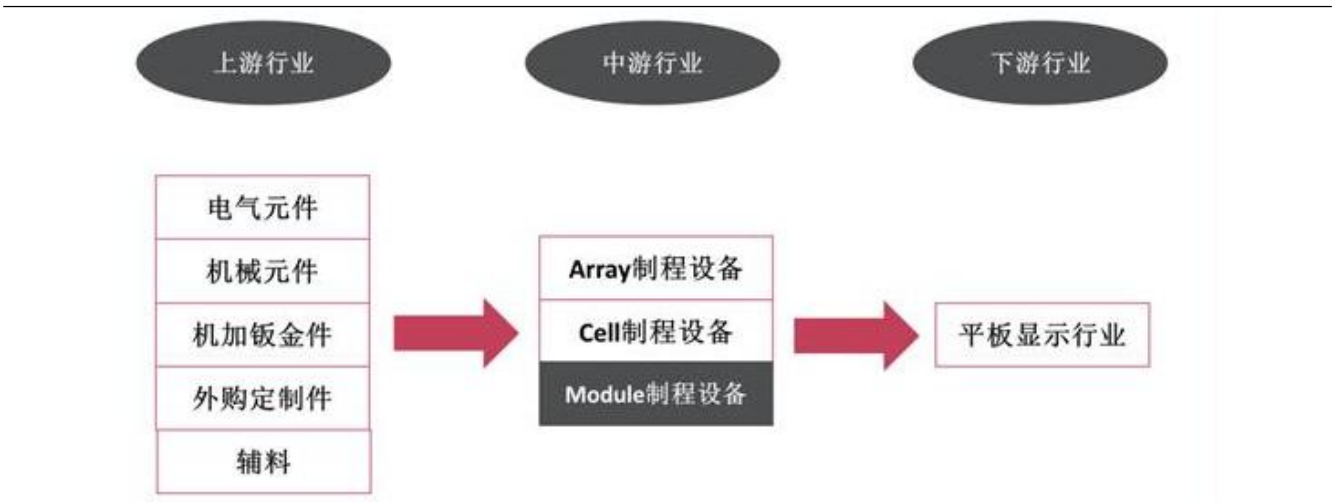 上游行业
中游行业
下游行业
电气元件
机械元件
机加钣金件
外购定制件
辅料
Array制程设备
Cell制程设备
Module制程设备
平板显示行业